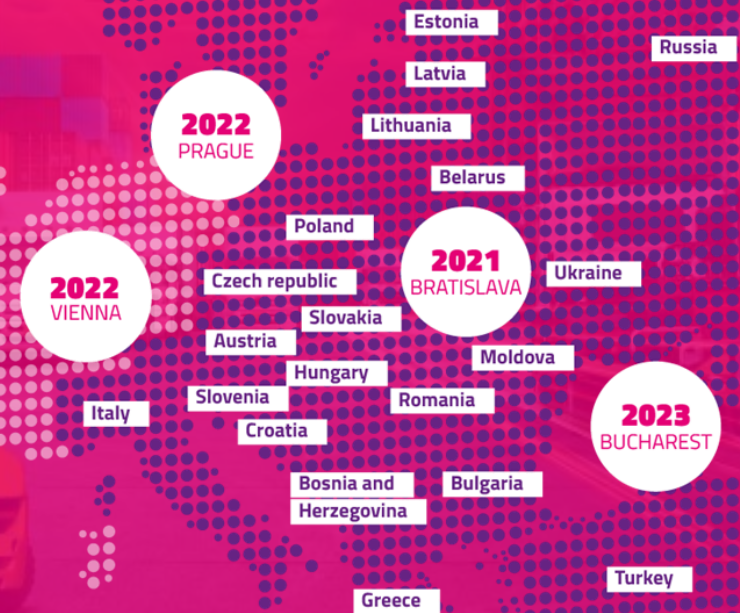 Estonia
Russia
Latvia
2022
PRAGUE
Lithuania
Belarus
Poland
2021
BRATISLAVA
Ukraine
Czech republic
2022
VIENNA
Slovakia
Austria
Moldova
Hungary
Slovenia
Romania
Italy
2023
BUCHAREST
Croatia
Bosnia and
Herzegovina
Bulgaria
Turkey
Greece